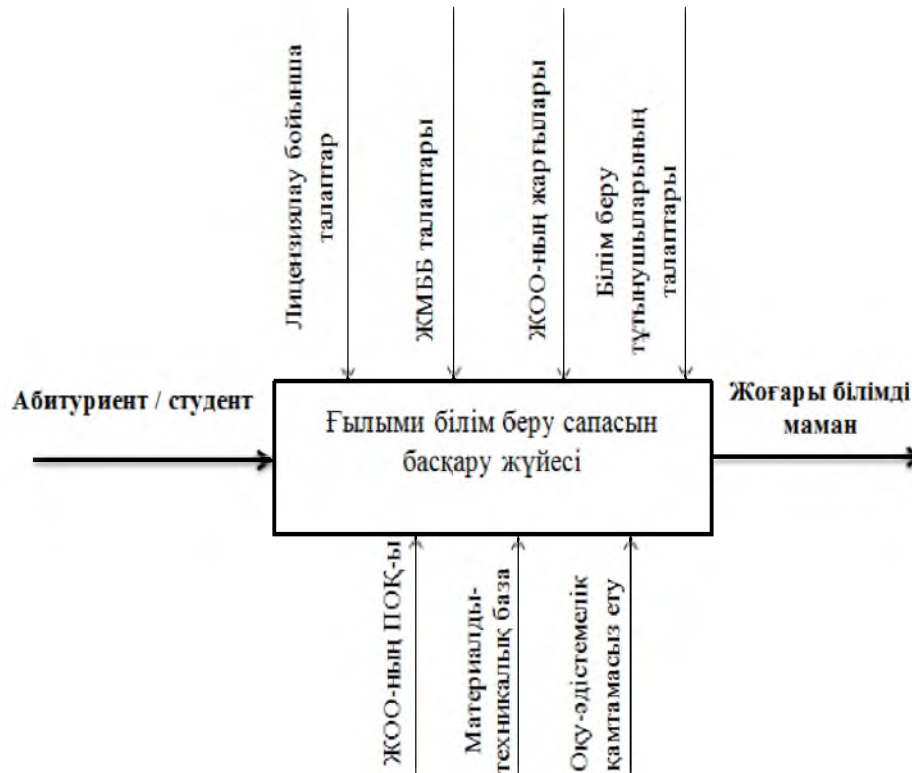 Лицензиялау бойынша
талаптар
ЖМББ талаптары
ЖОО-ның жарғылары
Білім беру
тұтынушыларының
талаптары
Абитуриент / студент
Ғылыми білім беру сапасын
басқару жүйесі
Жоғары білімді
маман
ЖОО-ның ПОҚ-ы
Материалды-
техникалық база
Оқу-әдістемелік
қамтамасыз ету